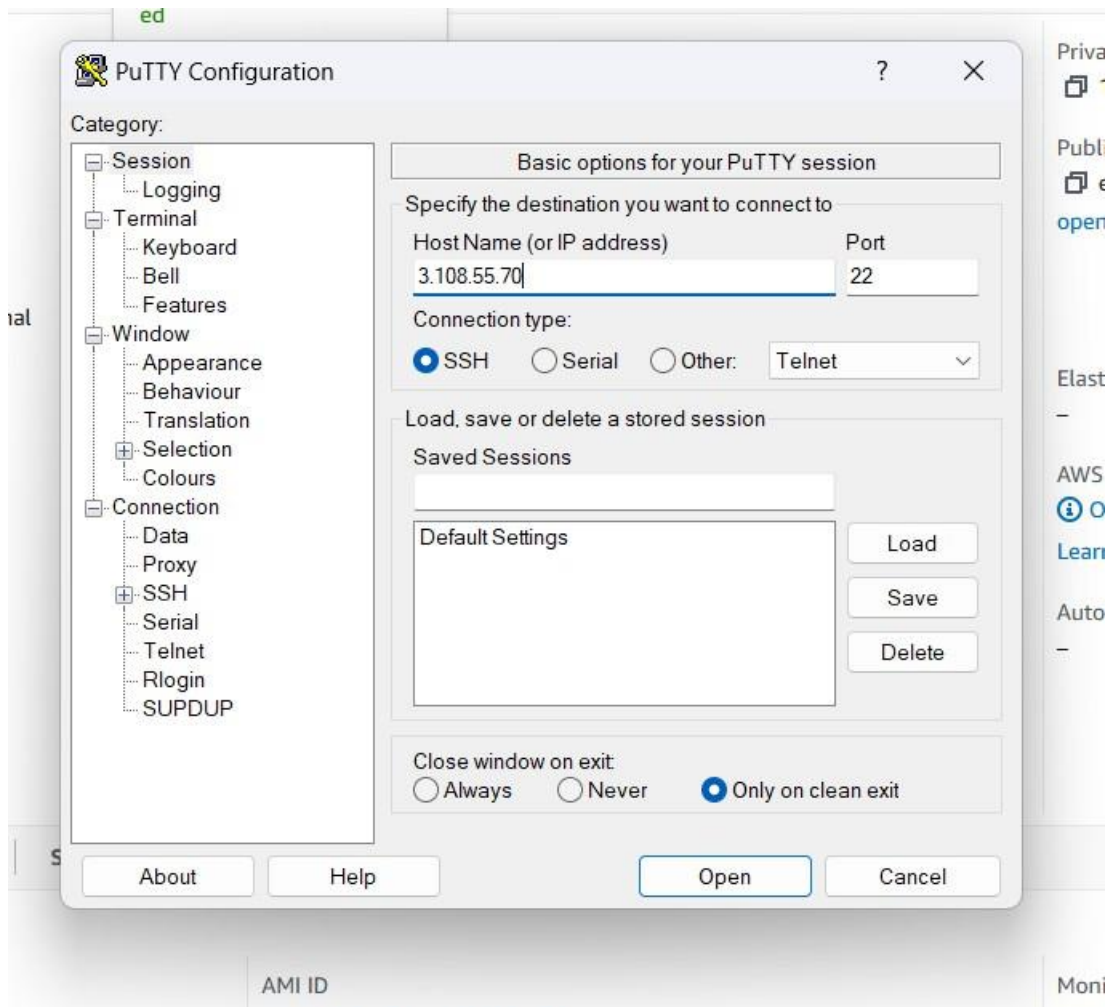 ed
PuTTY Configuration
?
Category:
Session
Logging
Terminal
Keyboard
Bell
Features
Window
Appearance
Behaviour
Translation
Selection
Colours
Connection
Data
Proxy
SSH
Serial
Telnet
Rlogin
SUPDUP
Basic options for your PuTTY session
Specify the destination you want to connect to
Host Name (or IP address) Port
3.108.55.70 22
Connection type:
SSH Serial Other: Telnet
Load, save or delete a stored session
Saved Sessions
Default Settings
Load
Save
Delete
Close window on exit:
Always Never Only on clean exit
About Help Open Cancel
nal
Priva
Publi
e
open
Elast
–
AWS
O
Learn
Auto
–
S
AMI ID
Moni